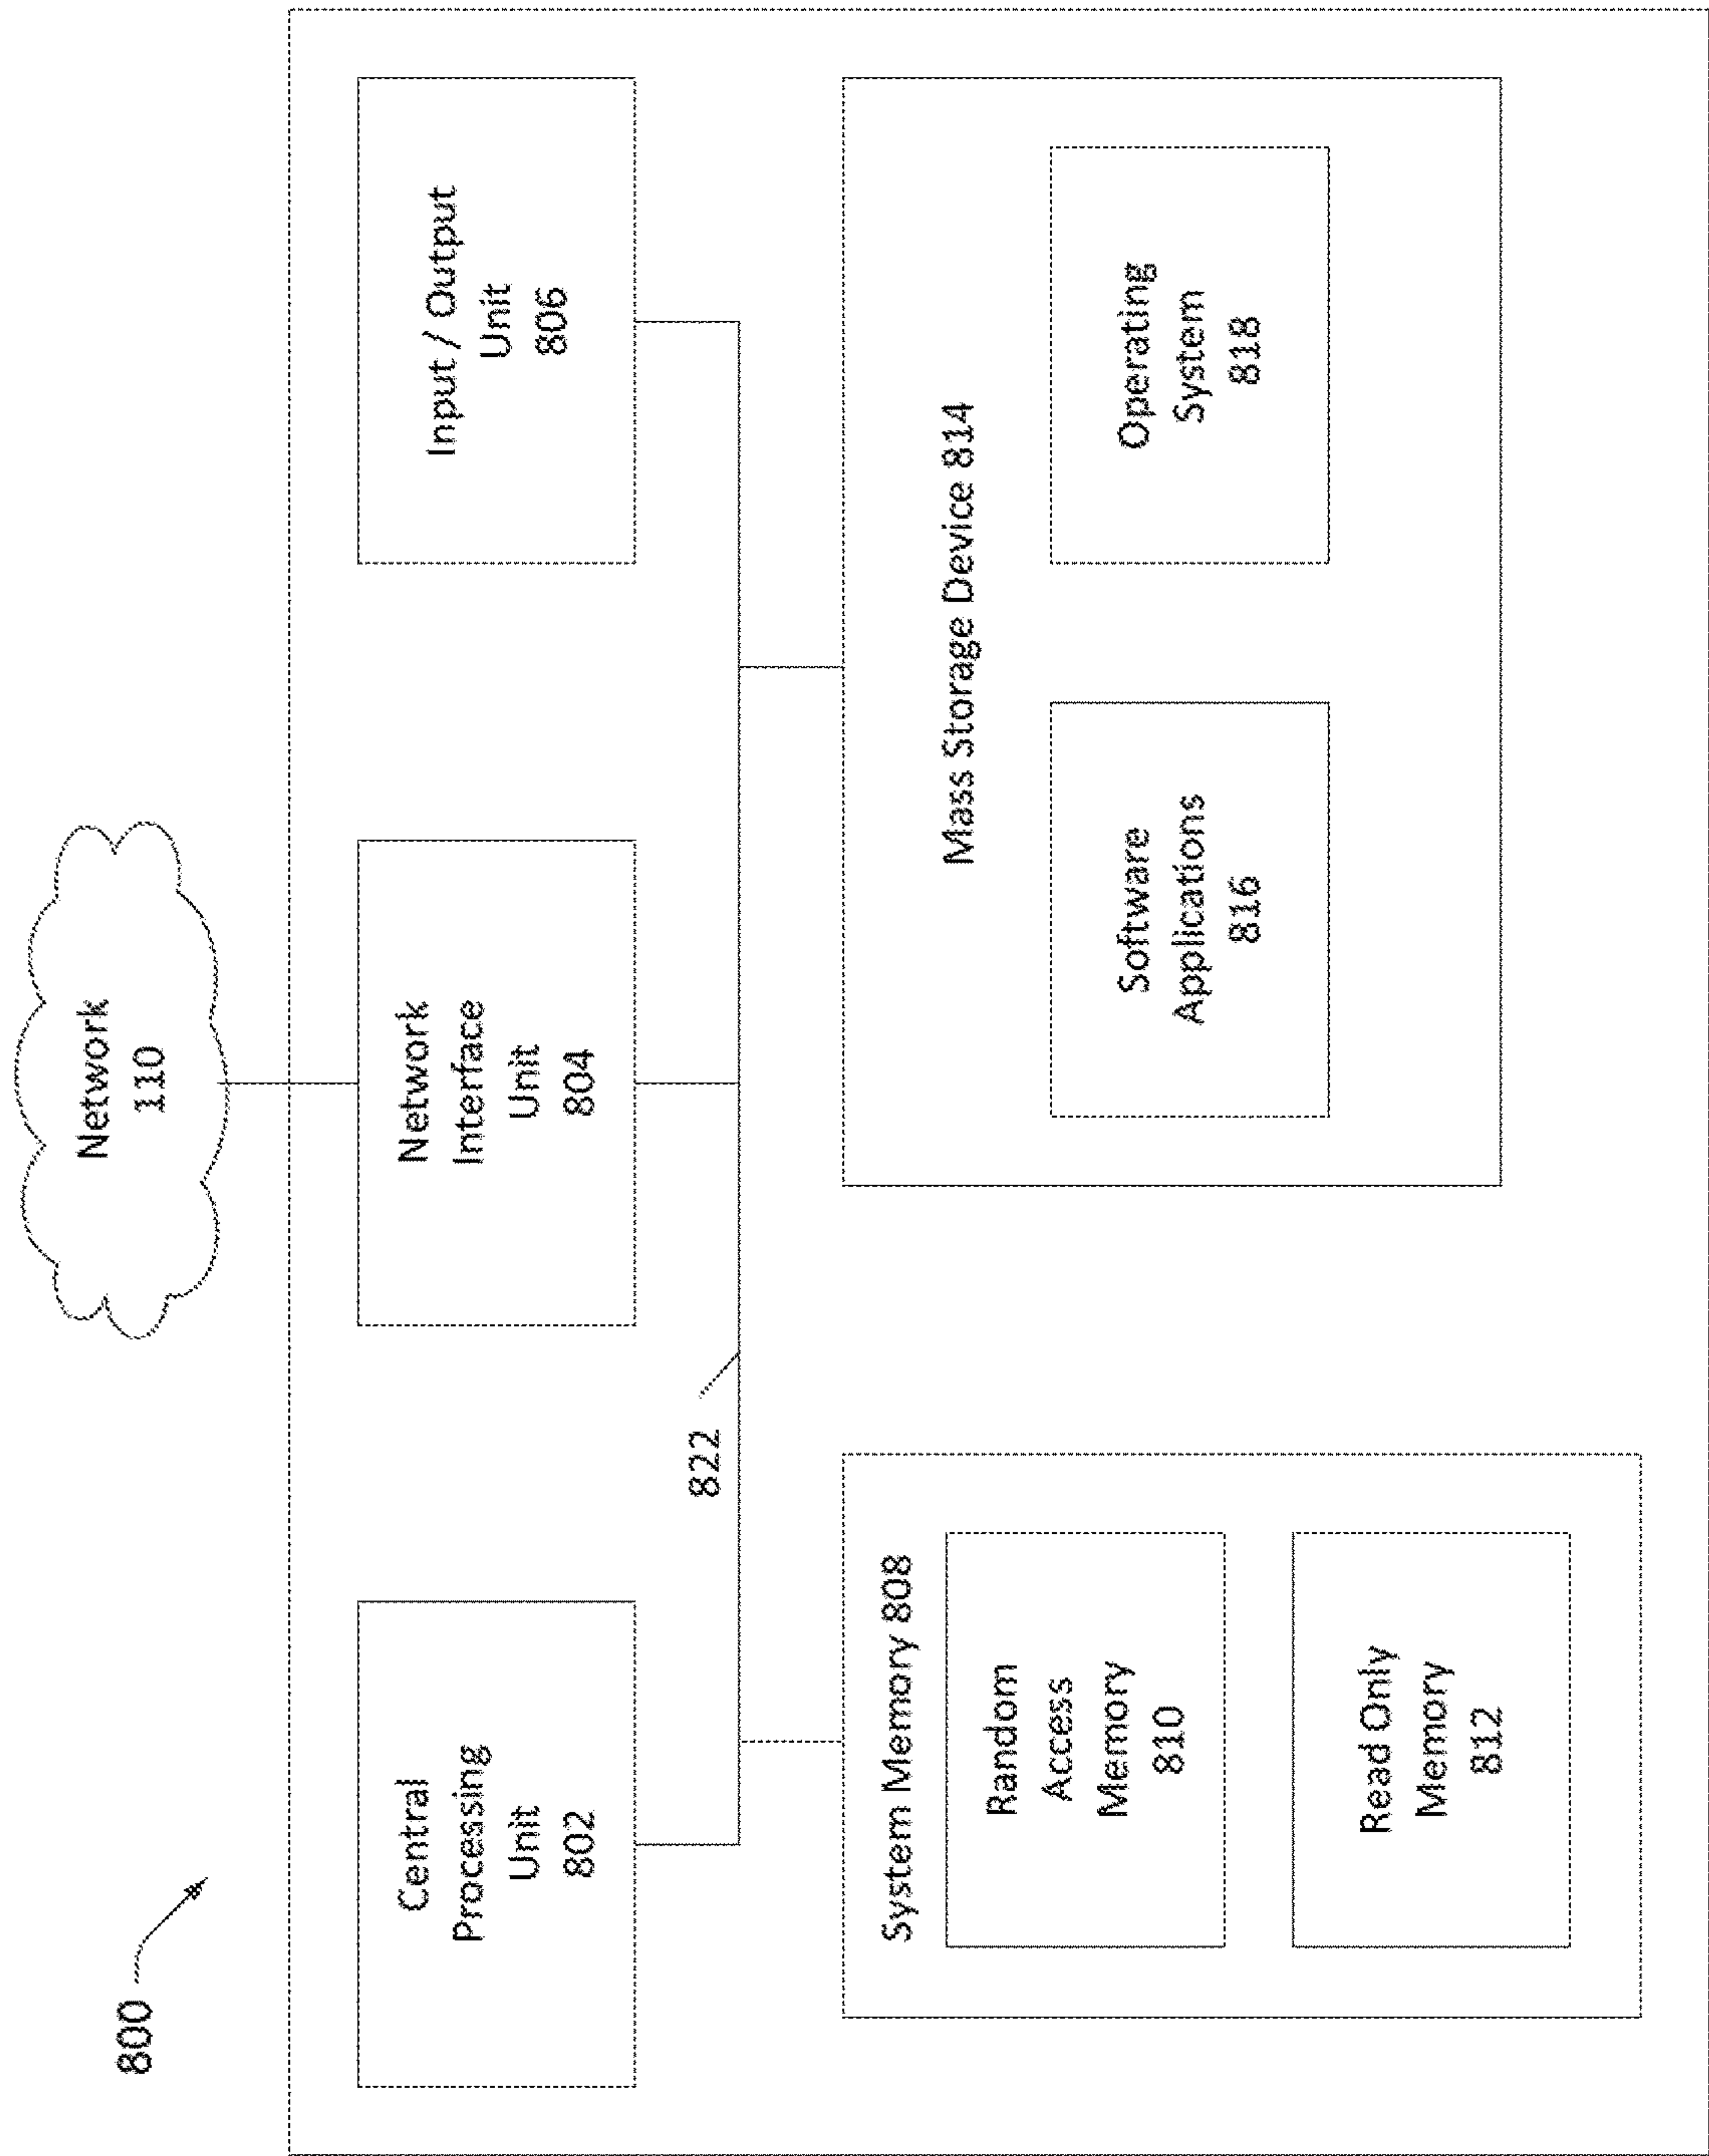 800
Network
110
Central
Processing
Unit
802
Network
Interface
Unit
804
Input / Output
Unit
806
822
System Memory 808
Random
Access
Memory
810
Read Only
Memory
812
Mass Storage Device 814
Software
Applications
816
Operating
System
818